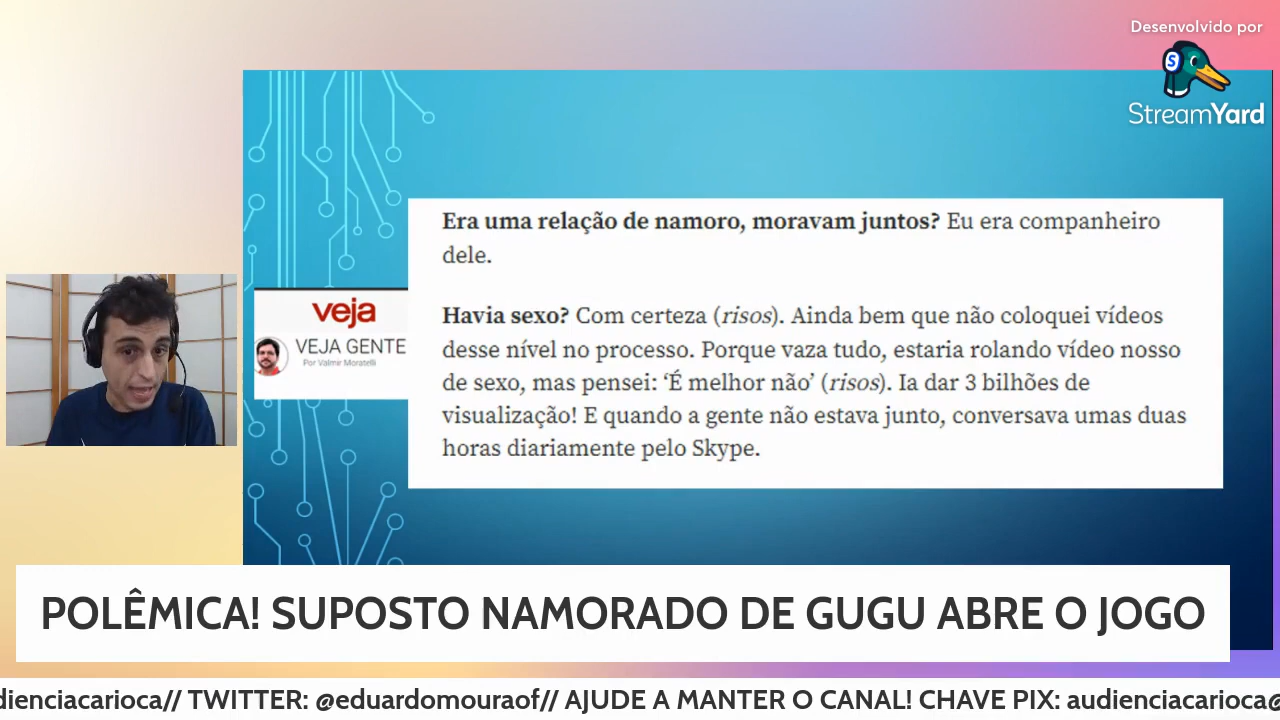 Desenvolvido por
S
StreamYard
Era uma relação de namoro, moravam juntos? Eu era companheiro
dele.
veja
VEJA GENTE
Por Valmir Moratelli
Havia sexo? Com certeza (risos). Ainda bem que não coloquei vídeos
desse nível no processo. Porque vaza tudo, estaria rolando vídeo nosso
de sexo, mas pensei: ‘É melhor não’ (risos). Ia dar 3 bilhões de
visualização! E quando a gente não estava junto, conversava umas duas
horas diariamente pelo Skype.
POLÊMICA! SUPOSTO NAMORADO DE GUGU ABRE O JOGO
dienciacarioca// TWITTER: @eduardomouraof// AJUDE A MANTER O CANAL! CHAVE PIX: audienciacarioca@